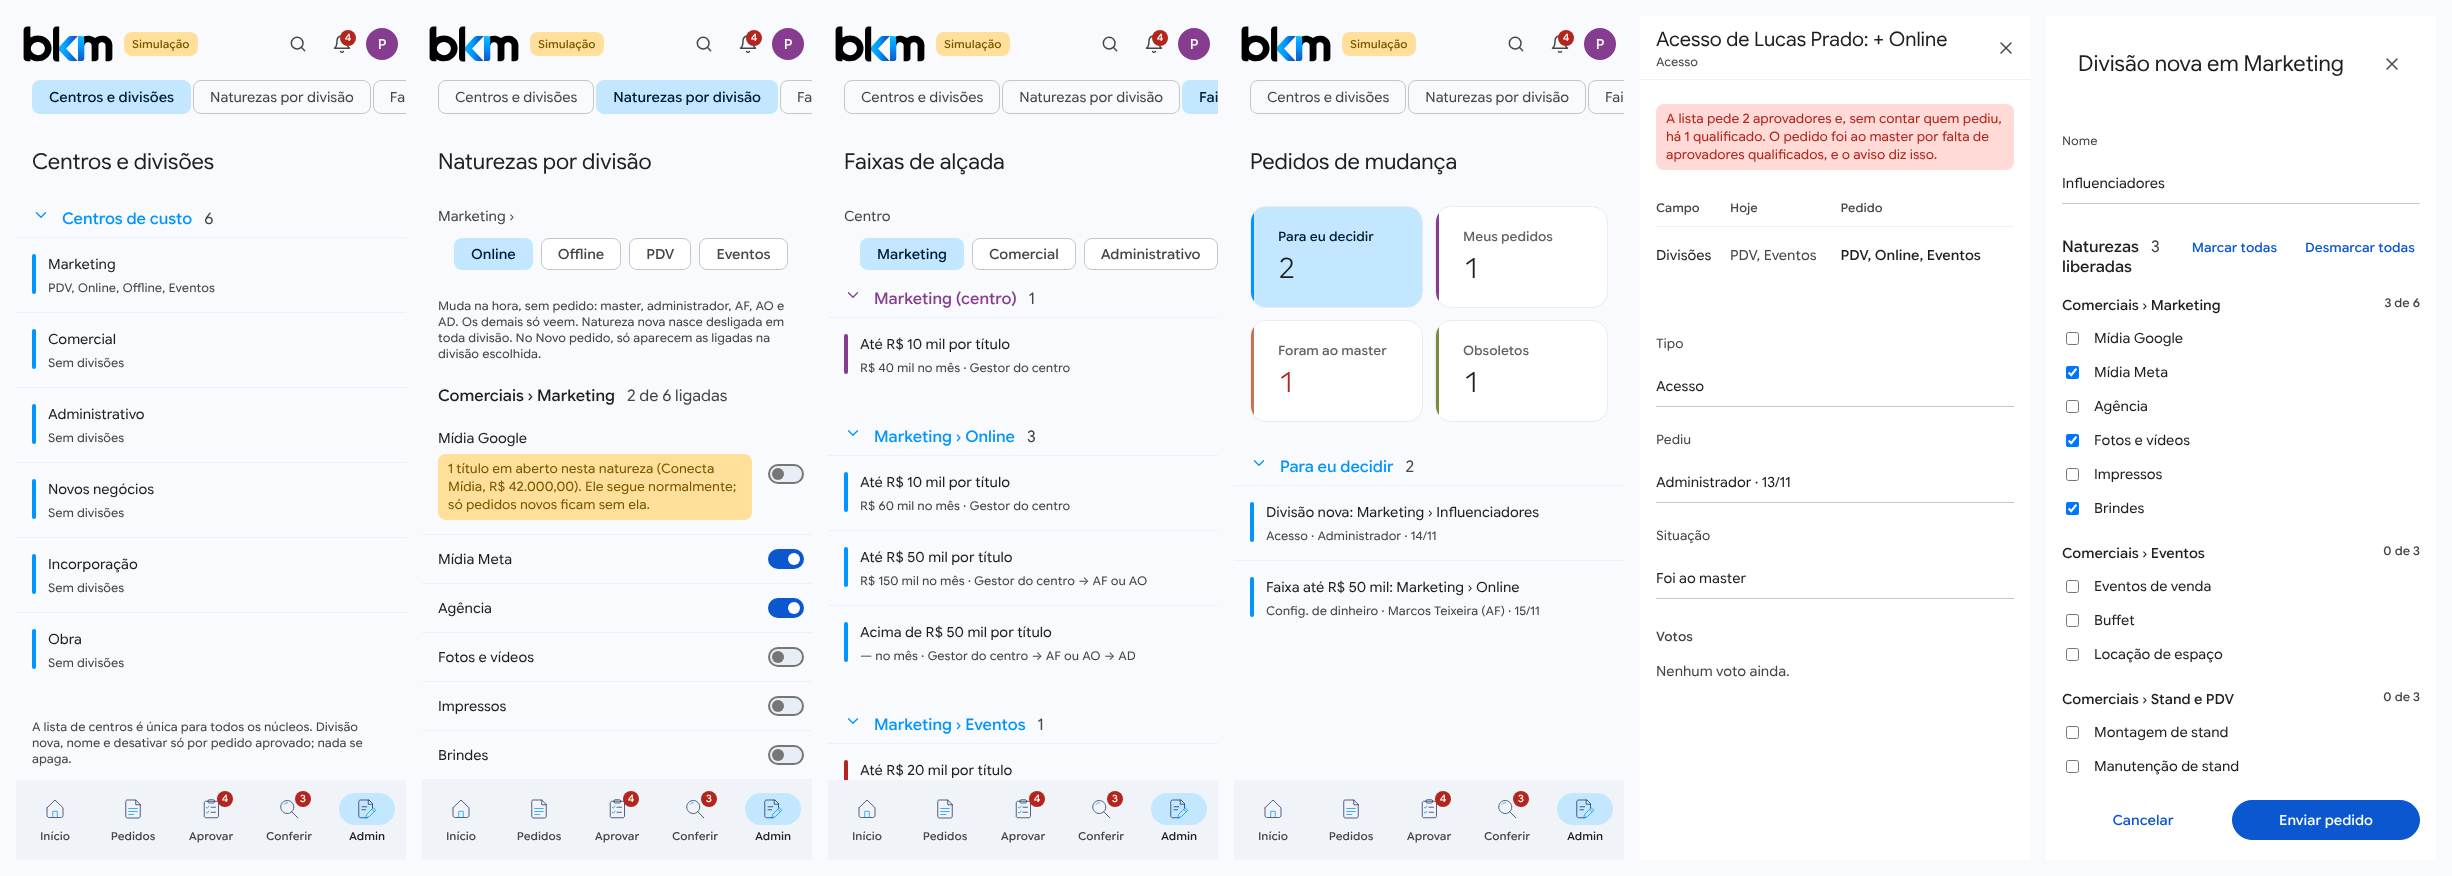 bkm Simulação 4 P
Centros e divisões Naturezas por divisão Fa
Centros e divisões
Centros de custo 6
Marketing
PDV, Online, Offline, Eventos
Comercial
Sem divisões
Administrativo
Sem divisões
Novos negócios
Sem divisões
Incorporação
Sem divisões
Obra
Sem divisões
A lista de centros é única para todos os núcleos. Divisão
nova, nome e desativar só por pedido aprovado; nada se
apaga.
4 3
Início Pedidos Aprovar Conferir Admin
bkm Simulação 4 P
Centros e divisões Naturezas por divisão Fa
Naturezas por divisão
Marketing ›
Online Offline PDV Eventos
Muda na hora, sem pedido: master, administrador, AF, AO e
AD. Os demais só veem. Natureza nova nasce desligada em
toda divisão. No Novo pedido, só aparecem as ligadas na
divisão escolhida.
Comerciais › Marketing 2 de 6 ligadas
Mídia Google
1 título em aberto nesta natureza (Conecta
Mídia, R$ 42.000,00). Ele segue normalmente;
só pedidos novos ficam sem ela.
Mídia Meta
Agência
Fotos e vídeos
Impressos
Brindes
4 3
Início Pedidos Aprovar Conferir Admin
bkm Simulação 4 P
Centros e divisões Naturezas por divisão Fai
Faixas de alçada
Centro
Marketing Comercial Administrativo
Marketing (centro) 1
Até R$ 10 mil por título
R$ 40 mil no mês · Gestor do centro
Marketing › Online 3
Até R$ 10 mil por título
R$ 60 mil no mês · Gestor do centro
Até R$ 50 mil por título
R$ 150 mil no mês · Gestor do centro → AF ou AO
Acima de R$ 50 mil por título
— no mês · Gestor do centro → AF ou AO → AD
Marketing › Eventos 1
Até R$ 20 mil por título
4 3
Início Pedidos Aprovar Conferir Admin
bkm Simulação 4 P
Centros e divisões Naturezas por divisão Fai
Pedidos de mudança
Para eu decidir
2
Meus pedidos
1
Foram ao master
1
Obsoletos
1
Para eu decidir 2
Divisão nova: Marketing › Influenciadores
Acesso · Administrador · 14/11
Faixa até R$ 50 mil: Marketing › Online
Config. de dinheiro · Marcos Teixeira (AF) · 15/11
4 3
Início Pedidos Aprovar Conferir Admin
Acesso de Lucas Prado: + Online
Acesso
A lista pede 2 aprovadores e, sem contar quem pediu,
há 1 qualificado. O pedido foi ao master por falta de
aprovadores qualificados, e o aviso diz isso.
Campo Hoje Pedido
Divisões PDV, Eventos PDV, Online, Eventos
Tipo
Acesso
Pediu
Administrador · 13/11
Situação
Foi ao master
Votos
Nenhum voto ainda.
Divisão nova em Marketing
Nome
Influenciadores
Naturezas 3 Marcar todas Desmarcar todas
liberadas
Comerciais › Marketing 3 de 6
Mídia Google
Mídia Meta
Agência
Fotos e vídeos
Impressos
Brindes
Comerciais › Eventos 0 de 3
Eventos de venda
Buffet
Locação de espaço
Comerciais › Stand e PDV 0 de 3
Montagem de stand
Manutenção de stand
Cancelar Enviar pedido